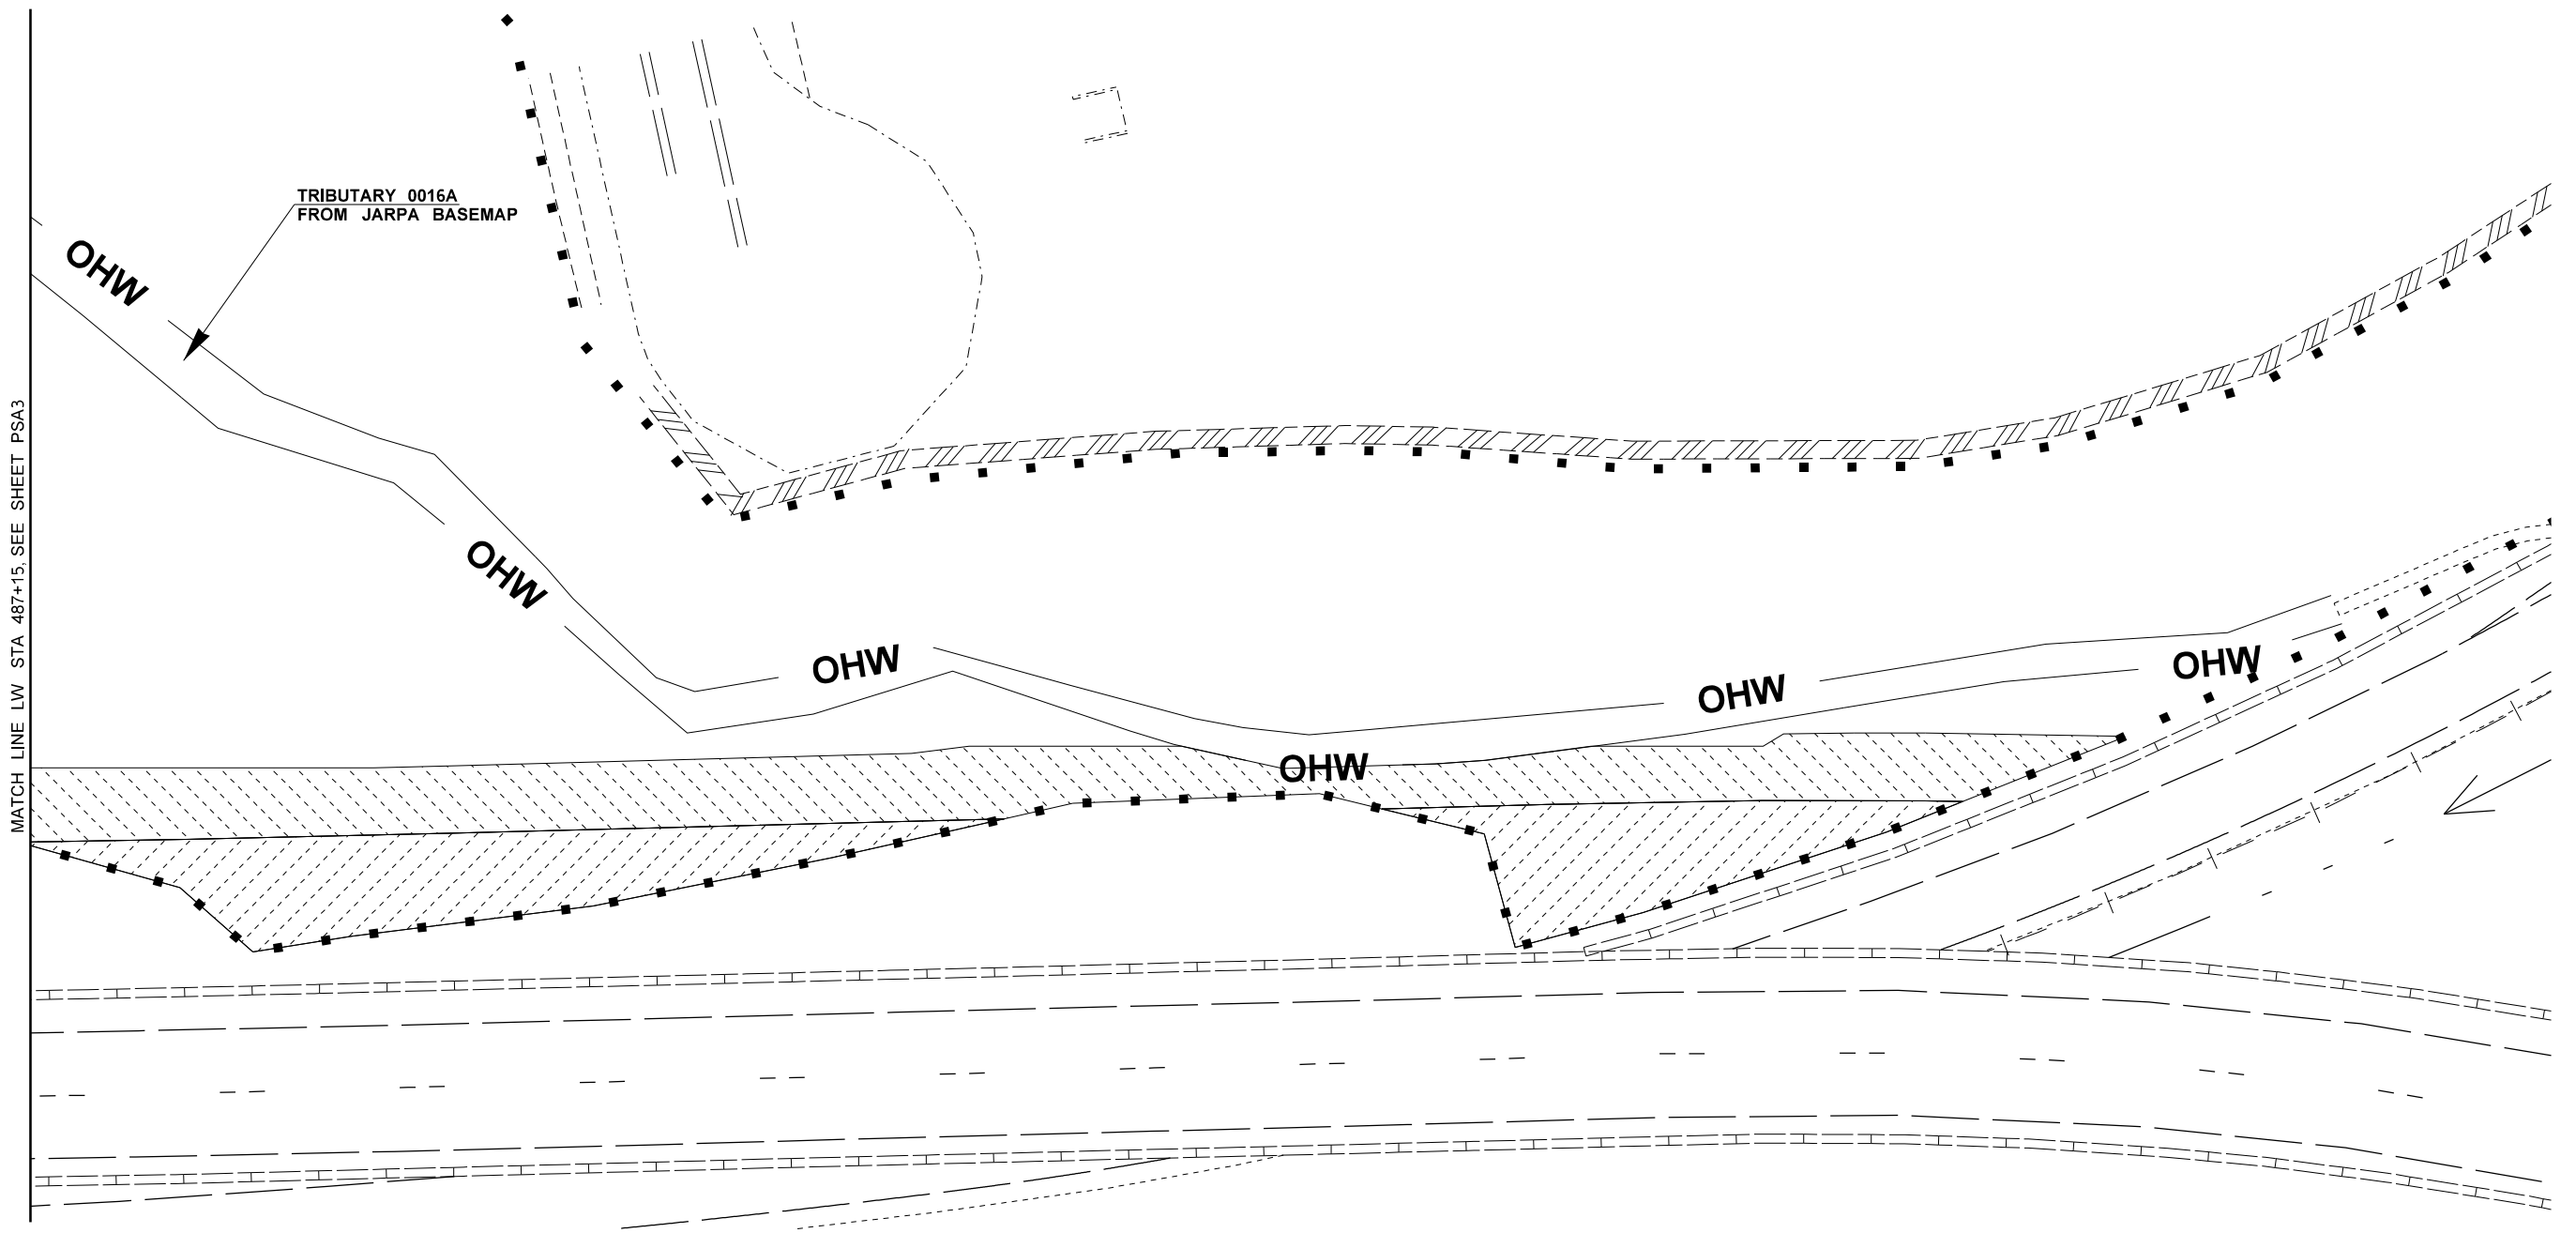 TRIBUTARY 0016A
FROM JARPA BASEMAP
OHW
OHW
OHW
OHW
OHW
OHW
MATCH LINE LW STA 487+15, SEE SHEET PSA3